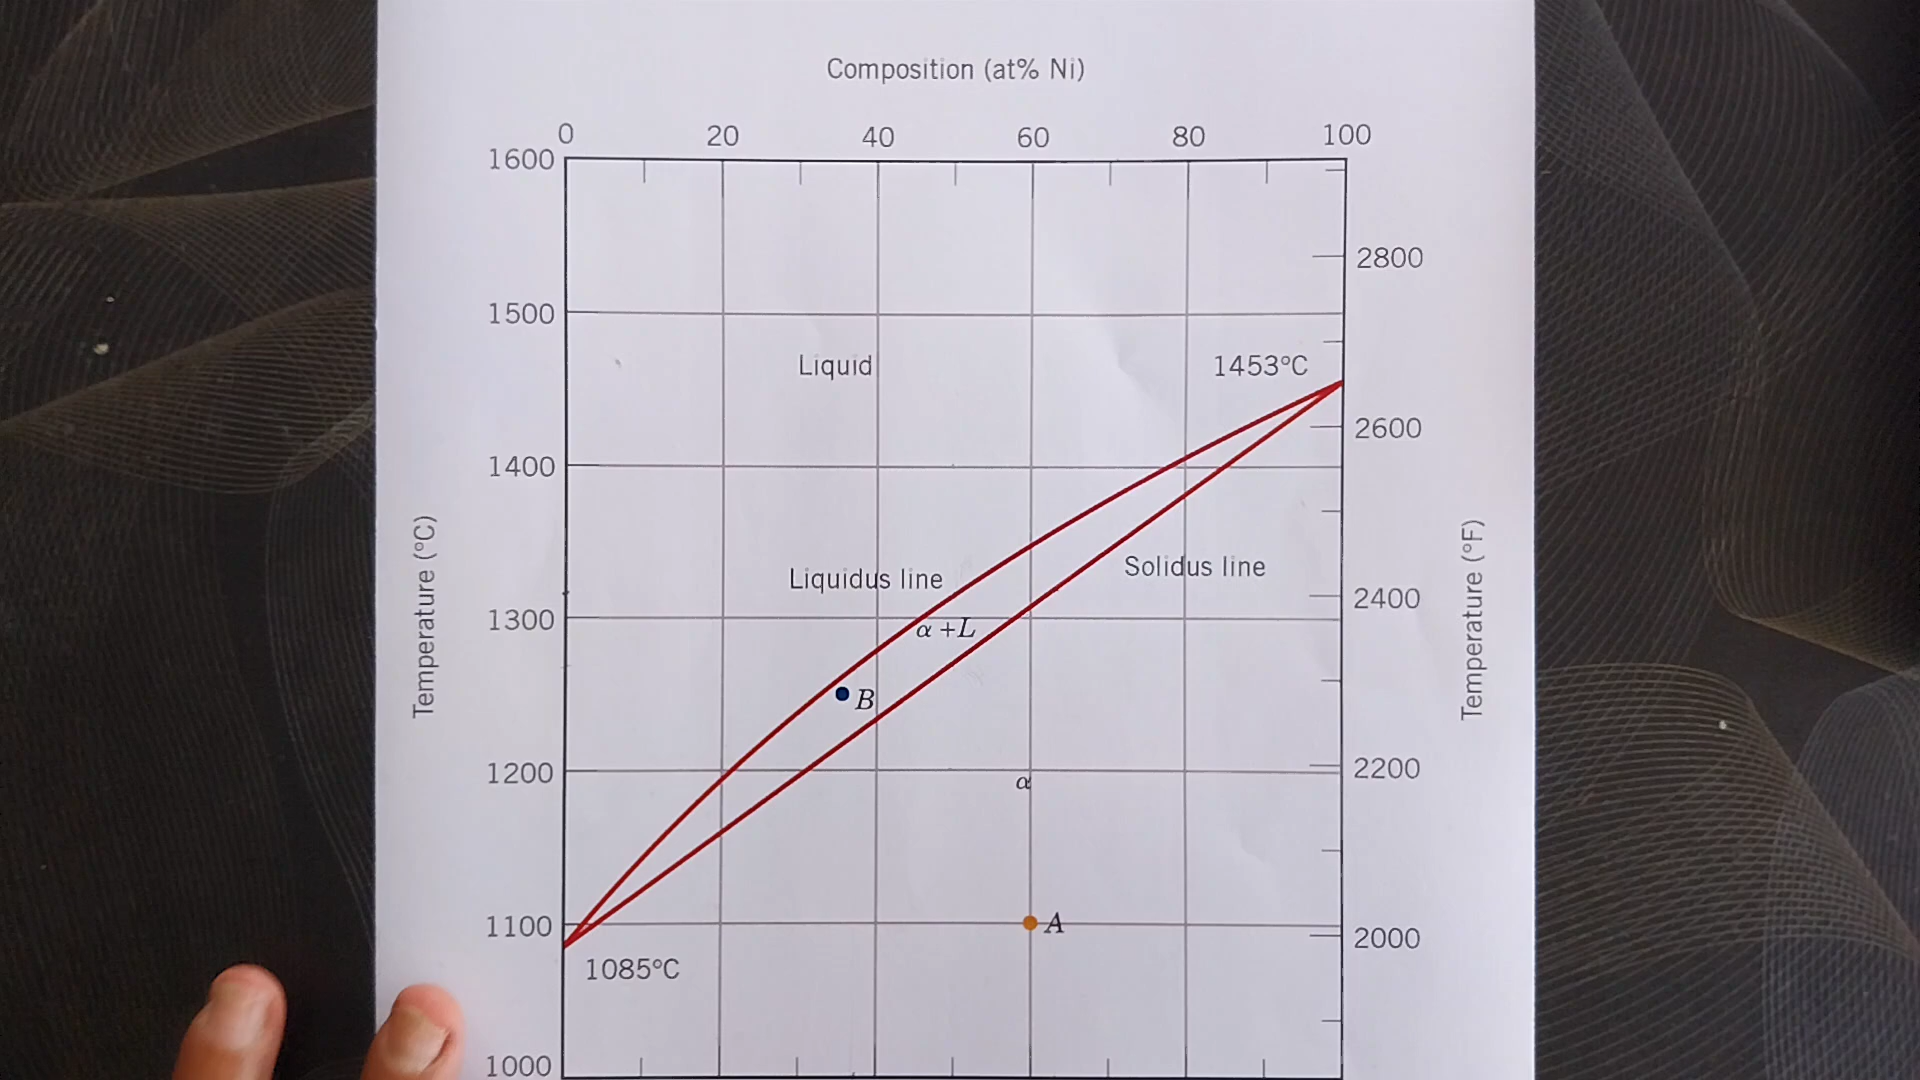 Composition (at% Ni)
0 20 40 60 80 100
1600
2800
1500
Liquid
1453°C
2600
1400
Temperature (°C)
Temperature (°F)
Liquidus line
Solidus line
2400
1300
α + L
B
1200
α
2200
1100
A
2000
1085°C
1000